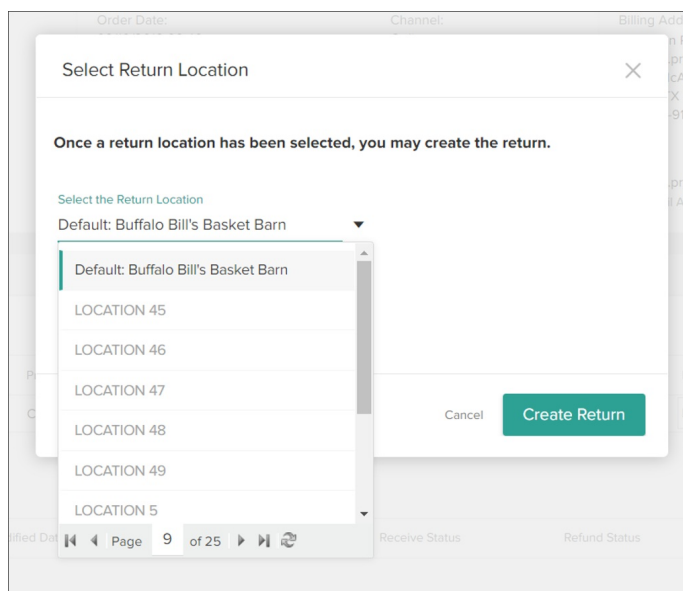 Order Date:
Channel:
Billing Add
Select Return Location
Once a return location has been selected, you may create the return.
Select the Return Location
Default: Buffalo Bill's Basket Barn
Default: Buffalo Bill's Basket Barn
LOCATION 45
LOCATION 46
LOCATION 47
LOCATION 48
LOCATION 49
LOCATION 5
Page 9 of 25
Cancel
Create Return
Receive Status
Refund Status